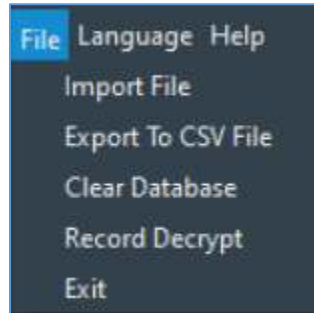 File Language Help
Import File
Export To CSV File
Clear Database
Record Decrypt
Exit